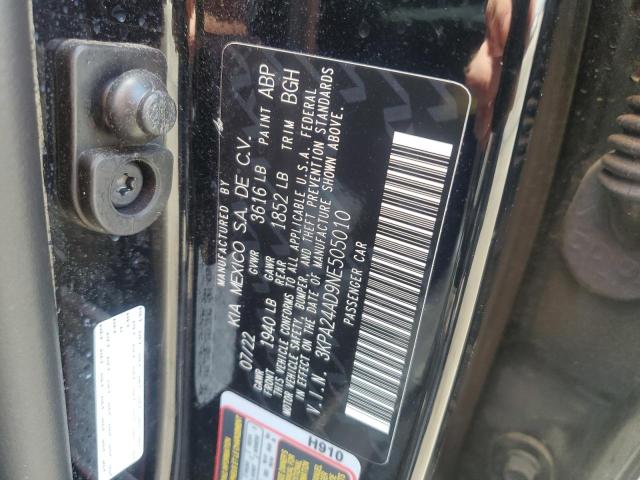 MANUFACTURED BY
KIA MEXICO S.A. DE C.V.
07/22 GVWR 3616 LB PAINT ABP
GAWR FRONT 1940 LB GAWR REAR 1852 LB TRIM BGH
THIS VEHICLE CONFORMS TO ALL APPLICABLE U.S.A. FEDERAL
MOTOR VEHICLE SAFETY, BUMPER, AND THEFT PREVENTION STANDARDS
IN EFFECT ON THE DATE OF MANUFACTURE SHOWN ABOVE.
V.I.N. 3KPA24AD9NE505010
PASSENGER CAR
H910